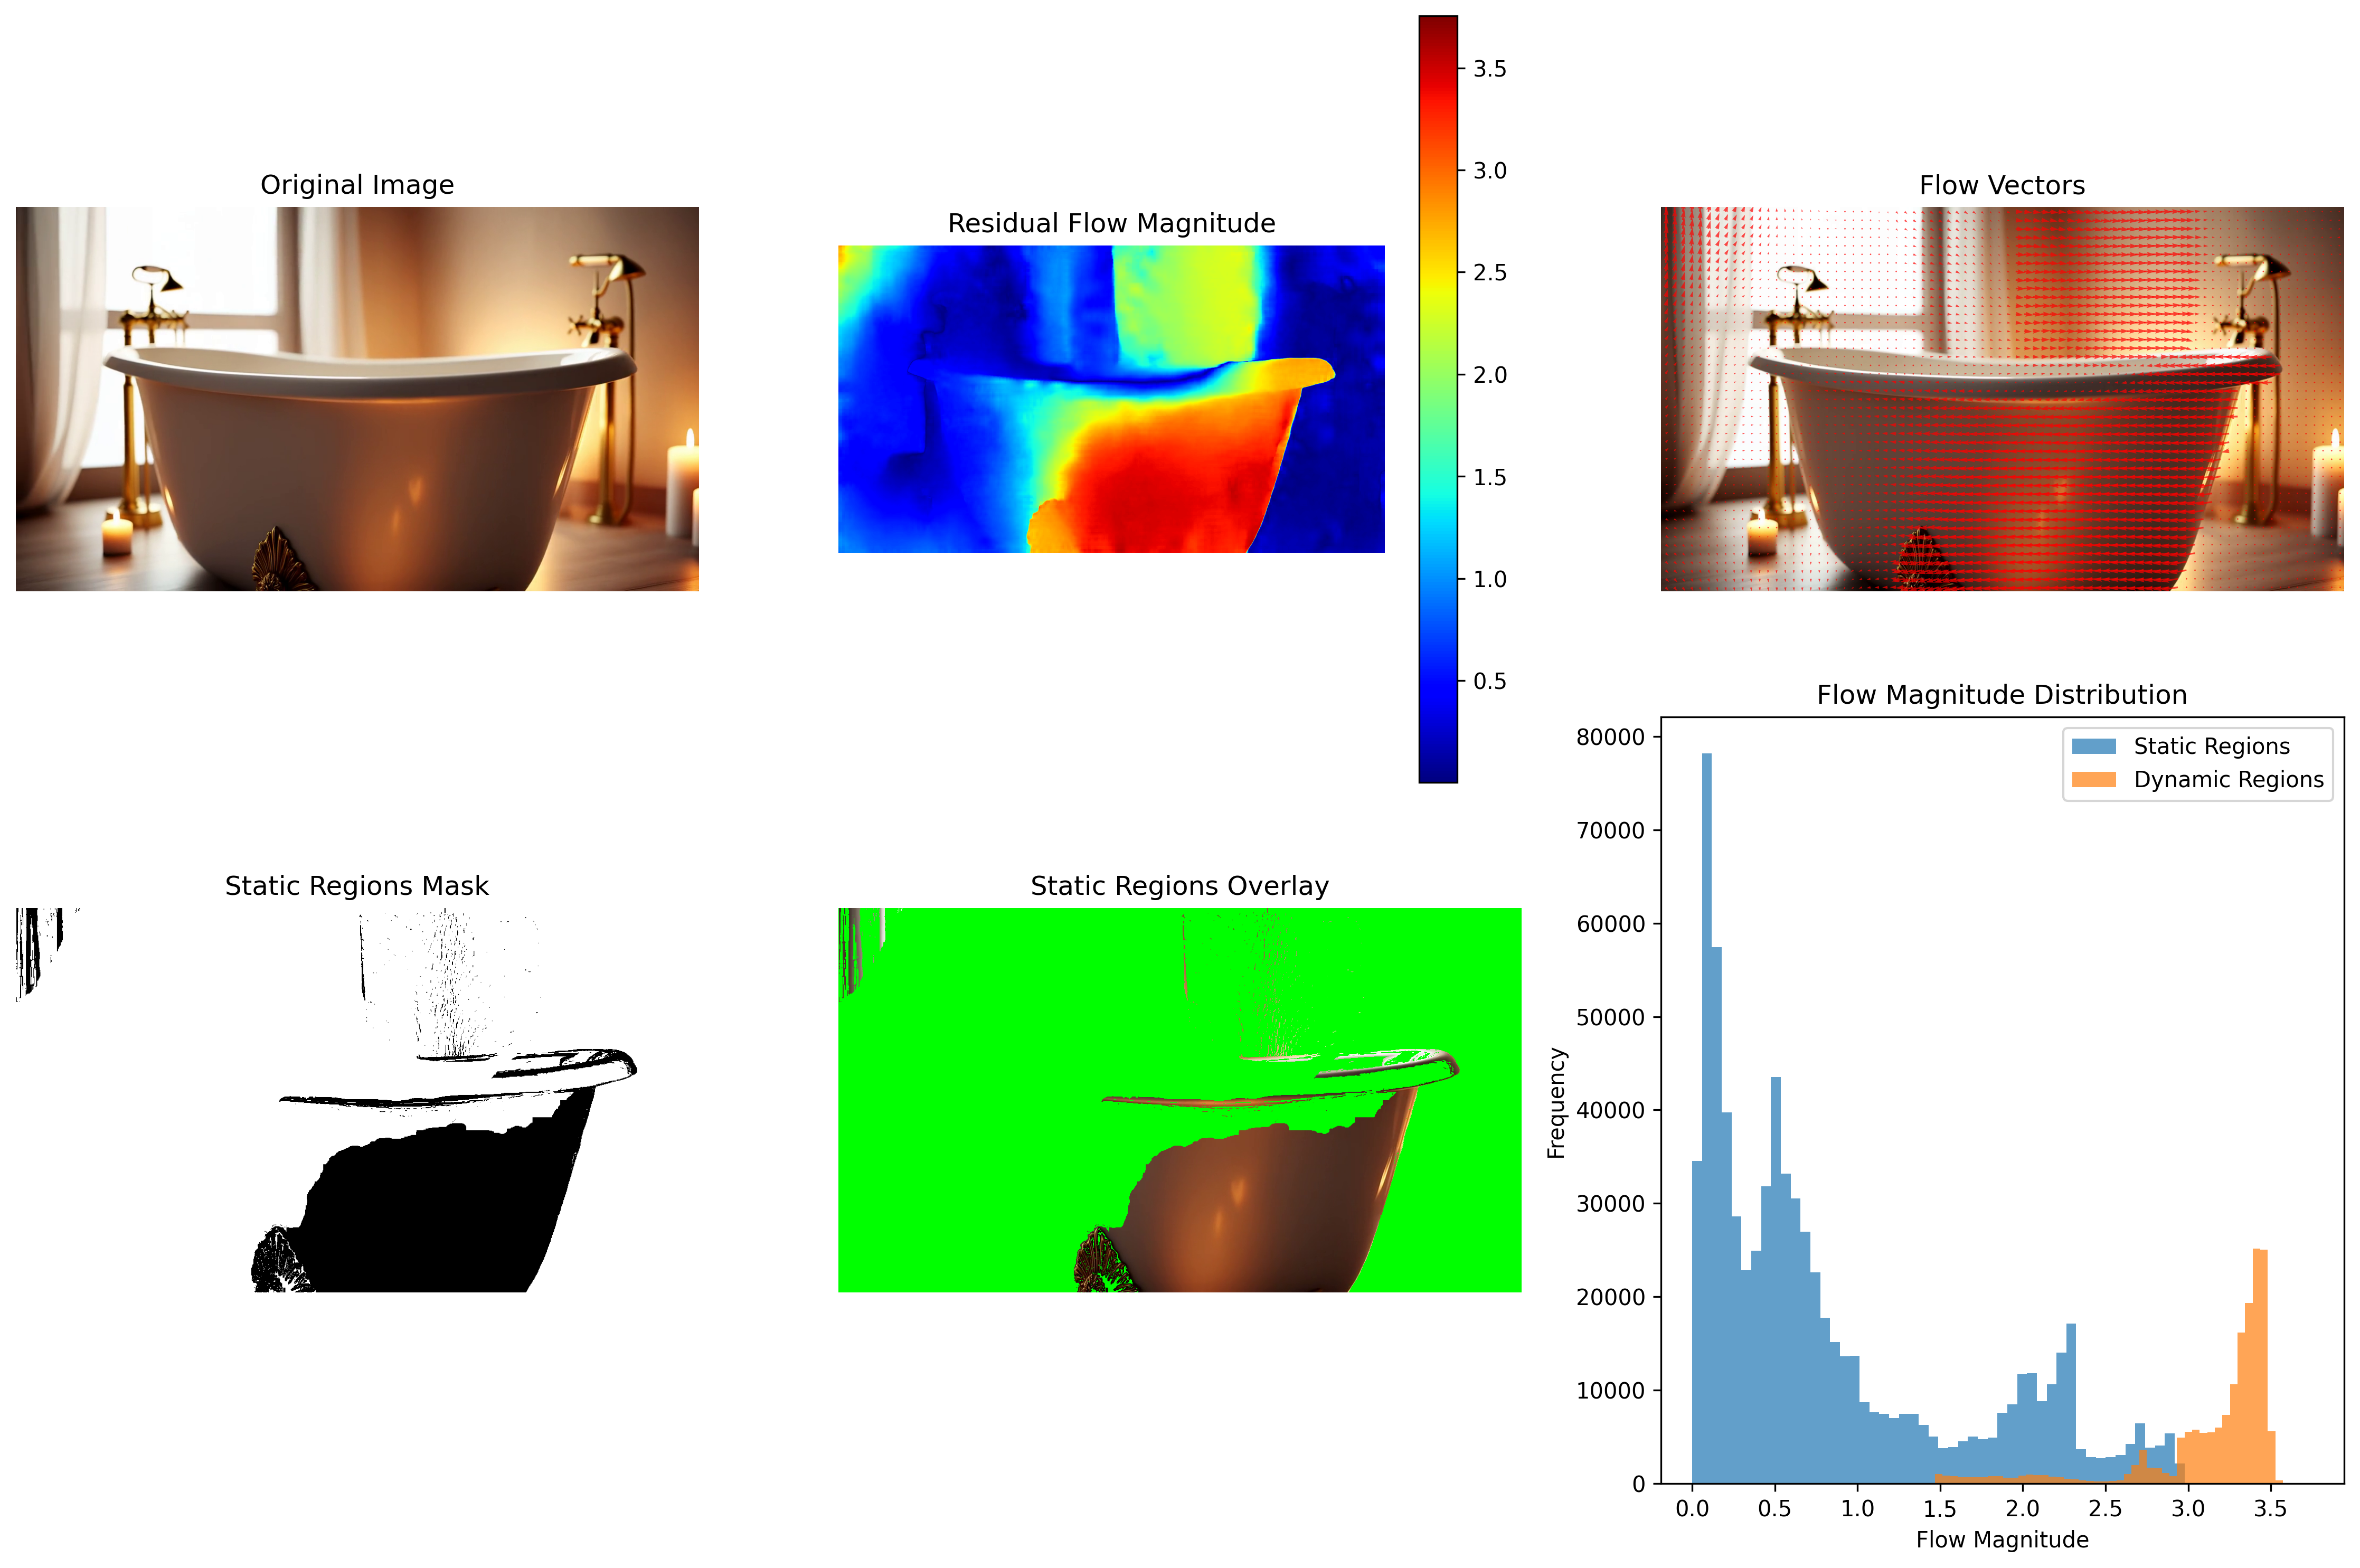 Original Image
Residual Flow Magnitude
3.5
3.0
2.5
2.0
1.5
1.0
0.5
Flow Vectors
Static Regions Mask
Static Regions Overlay
Flow Magnitude Distribution
Static Regions
Dynamic Regions
Frequency
80000
70000
60000
50000
40000
30000
20000
10000
0
0.0 0.5 1.0 1.5 2.0 2.5 3.0 3.5
Flow Magnitude